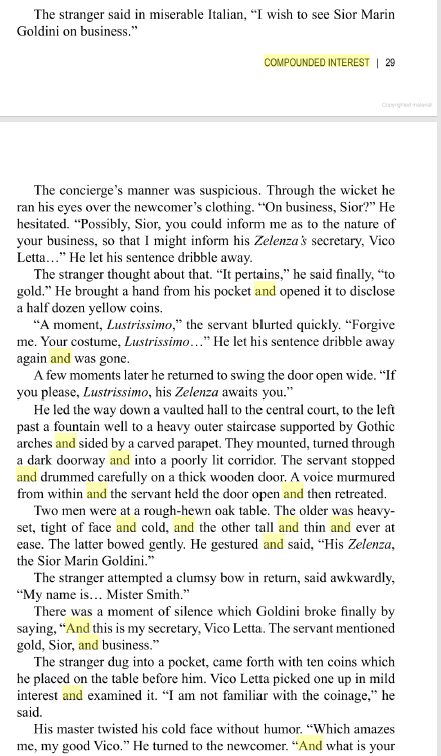 The stranger said in miserable Italian, “I wish to see Sior Marin
Goldini on business.”
COMPOUNDED INTEREST | 29
Copyrighted material
The concierge’s manner was suspicious. Through the wicket he
ran his eyes over the newcomer’s clothing. “On business, Sior?” He
hesitated. “Possibly, Sior, you could inform me as to the nature of
your business, so that I might inform his Zelenza’s secretary, Vico
Letta…” He let his sentence dribble away.
The stranger thought about that. “It pertains,” he said finally, “to
gold.” He brought a hand from his pocket and opened it to disclose
a half dozen yellow coins.
“A moment, Lustrissimo,” the servant blurted quickly. “Forgive
me. Your costume, Lustrissimo…” He let his sentence dribble away
again and was gone.
A few moments later he returned to swing the door open wide. “If
you please, Lustrissimo, his Zelenza awaits you.”
He led the way down a vaulted hall to the central court, to the left
past a fountain well to a heavy outer staircase supported by Gothic
arches and sided by a carved parapet. They mounted, turned through
a dark doorway and into a poorly lit corridor. The servant stopped
and drummed carefully on a thick wooden door. A voice murmured
from within and the servant held the door open and then retreated.
Two men were at a rough-hewn oak table. The older was heavy-
set, tight of face and cold, and the other tall and thin and ever at
ease. The latter bowed gently. He gestured and said, “His Zelenza,
the Sior Marin Goldini.”
The stranger attempted a clumsy bow in return, said awkwardly,
“My name is… Mister Smith.”
There was a moment of silence which Goldini broke finally by
saying, “And this is my secretary, Vico Letta. The servant mentioned
gold, Sior, and business.”
The stranger dug into a pocket, came forth with ten coins which
he placed on the table before him. Vico Letta picked one up in mild
interest and examined it. “I am not familiar with the coinage,” he
said.
His master twisted his cold face without humor. “Which amazes
me, my good Vico.” He turned to the newcomer. “And what is your